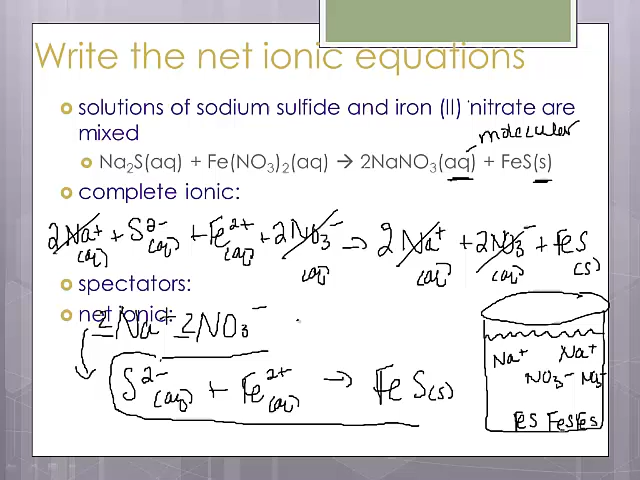 Write the net ionic equations
solutions of sodium sulfide and iron (II) nitrate are
mixed
molecular
Na₂S(aq) + Fe(NO₃)₂(aq) → 2NaNO₃(aq) + FeS(s)
complete ionic:
2Na⁺(aq) + S²⁻(aq) + Fe²⁺(aq) + 2NO₃⁻(aq) → 2Na⁺(aq) + 2NO₃⁻(aq) + FeS(s)
spectators:
net ionic:
2Na⁺ 2NO₃⁻
S²⁻(aq) + Fe²⁺(aq) → FeS(s)
Na⁺ Na⁺
NO₃⁻ NO₃⁻
FeS FeS FeS